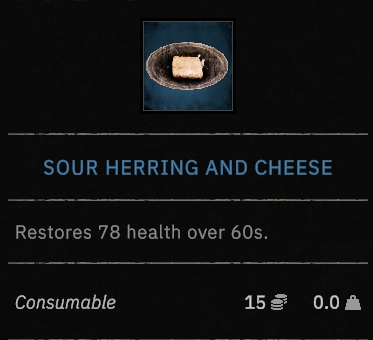 SOUR HERRING AND CHEESE
Restores 78 health over 60s.
Consumable 15 0.0